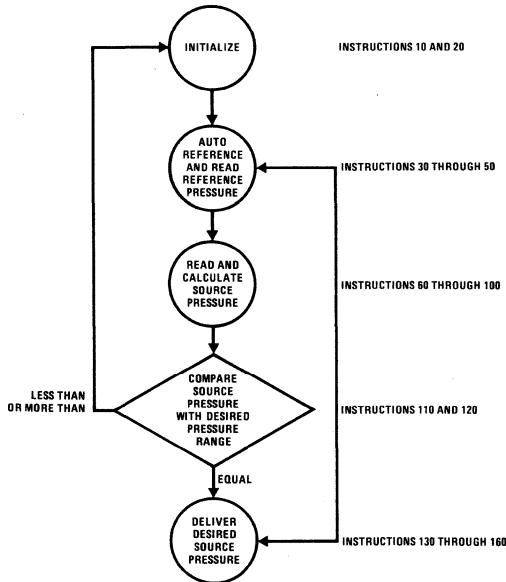 INITIALIZE
INSTRUCTIONS 10 AND 20
AUTO
REFERENCE
AND READ
REFERENCE
PRESSURE
INSTRUCTIONS 30 THROUGH 50
READ AND
CALCULATE
SOURCE
PRESSURE
INSTRUCTIONS 60 THROUGH 100
LESS THAN
OR MORE THAN
COMPARE
SOURCE
PRESSURE
WITH DESIRED
PRESSURE
RANGE
INSTRUCTIONS 110 AND 120
EQUAL
DELIVER
DESIRED
SOURCE
PRESSURE
INSTRUCTIONS 130 THROUGH 160